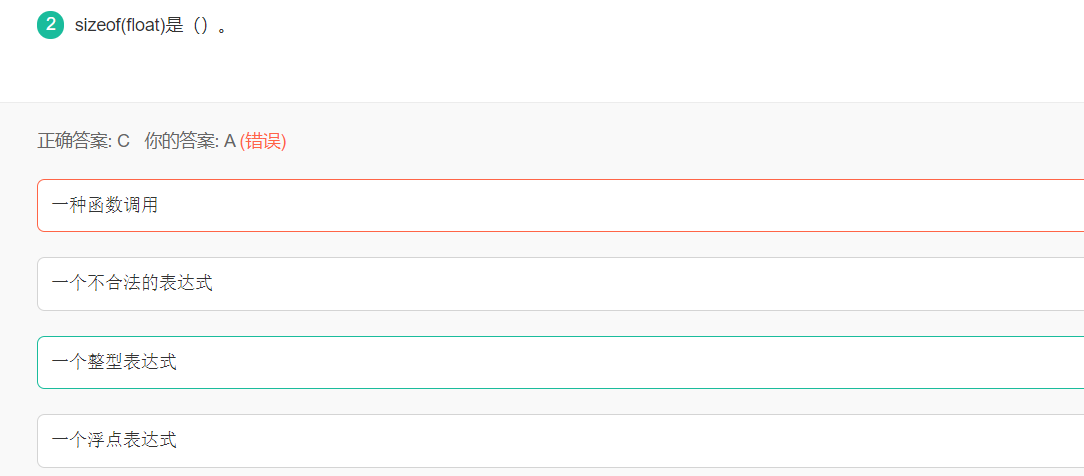 2 sizeof(float)是（）。
正确答案: C 你的答案: A (错误)
一种函数调用
一个不合法的表达式
一个整型表达式
一个浮点表达式